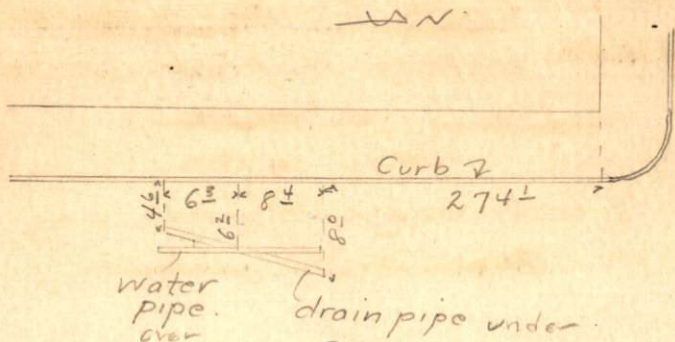 N.
Curb
4 6 6 3 8 4 274 1
6 2 8 0
water
pipe.
over
drain pipe under.